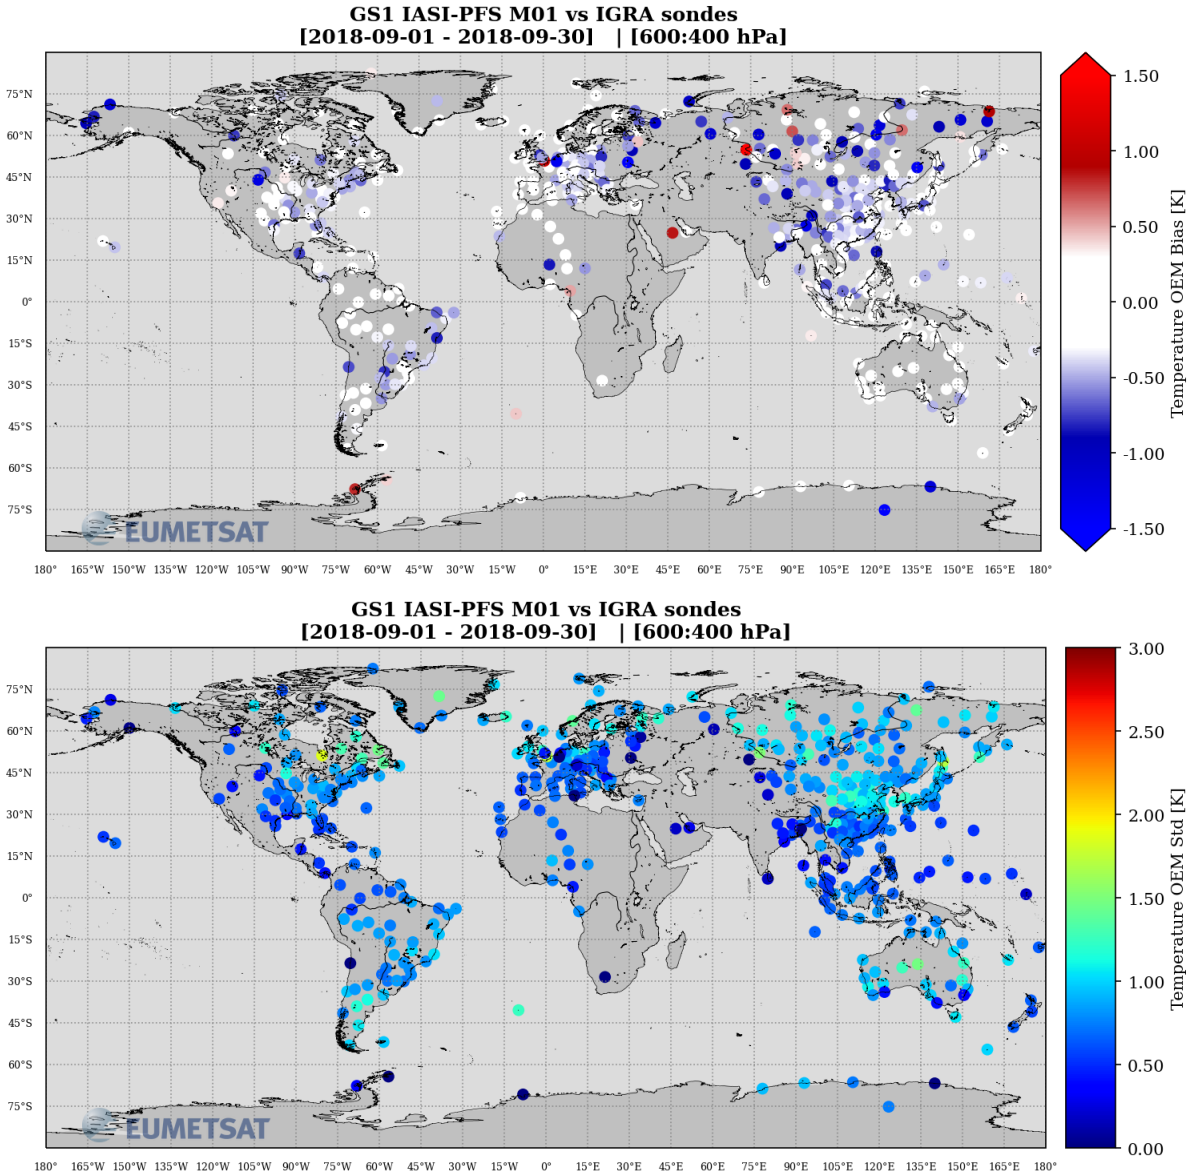 GS1 IASI-PFS M01 vs IGRA sondes
[2018-09-01 - 2018-09-30] | [600:400 hPa]
75°N
60°N
45°N
30°N
15°N
0°
15°S
30°S
45°S
60°S
75°S
EUMETSAT
180° 165°W 150°W 135°W 120°W 105°W 90°W 75°W 60°W 45°W 30°W 15°W 0° 15°E 30°E 45°E 60°E 75°E 90°E 105°E 120°E 135°E 150°E 165°E 180°
1.50
1.00
0.50
0.00
-0.50
-1.00
-1.50
Temperature OEM Bias [K]
GS1 IASI-PFS M01 vs IGRA sondes
[2018-09-01 - 2018-09-30] | [600:400 hPa]
75°N
60°N
45°N
30°N
15°N
0°
15°S
30°S
45°S
60°S
75°S
EUMETSAT
180° 165°W 150°W 135°W 120°W 105°W 90°W 75°W 60°W 45°W 30°W 15°W 0° 15°E 30°E 45°E 60°E 75°E 90°E 105°E 120°E 135°E 150°E 165°E 180°
3.00
2.50
2.00
1.50
1.00
0.50
0.00
Temperature OEM Std [K]